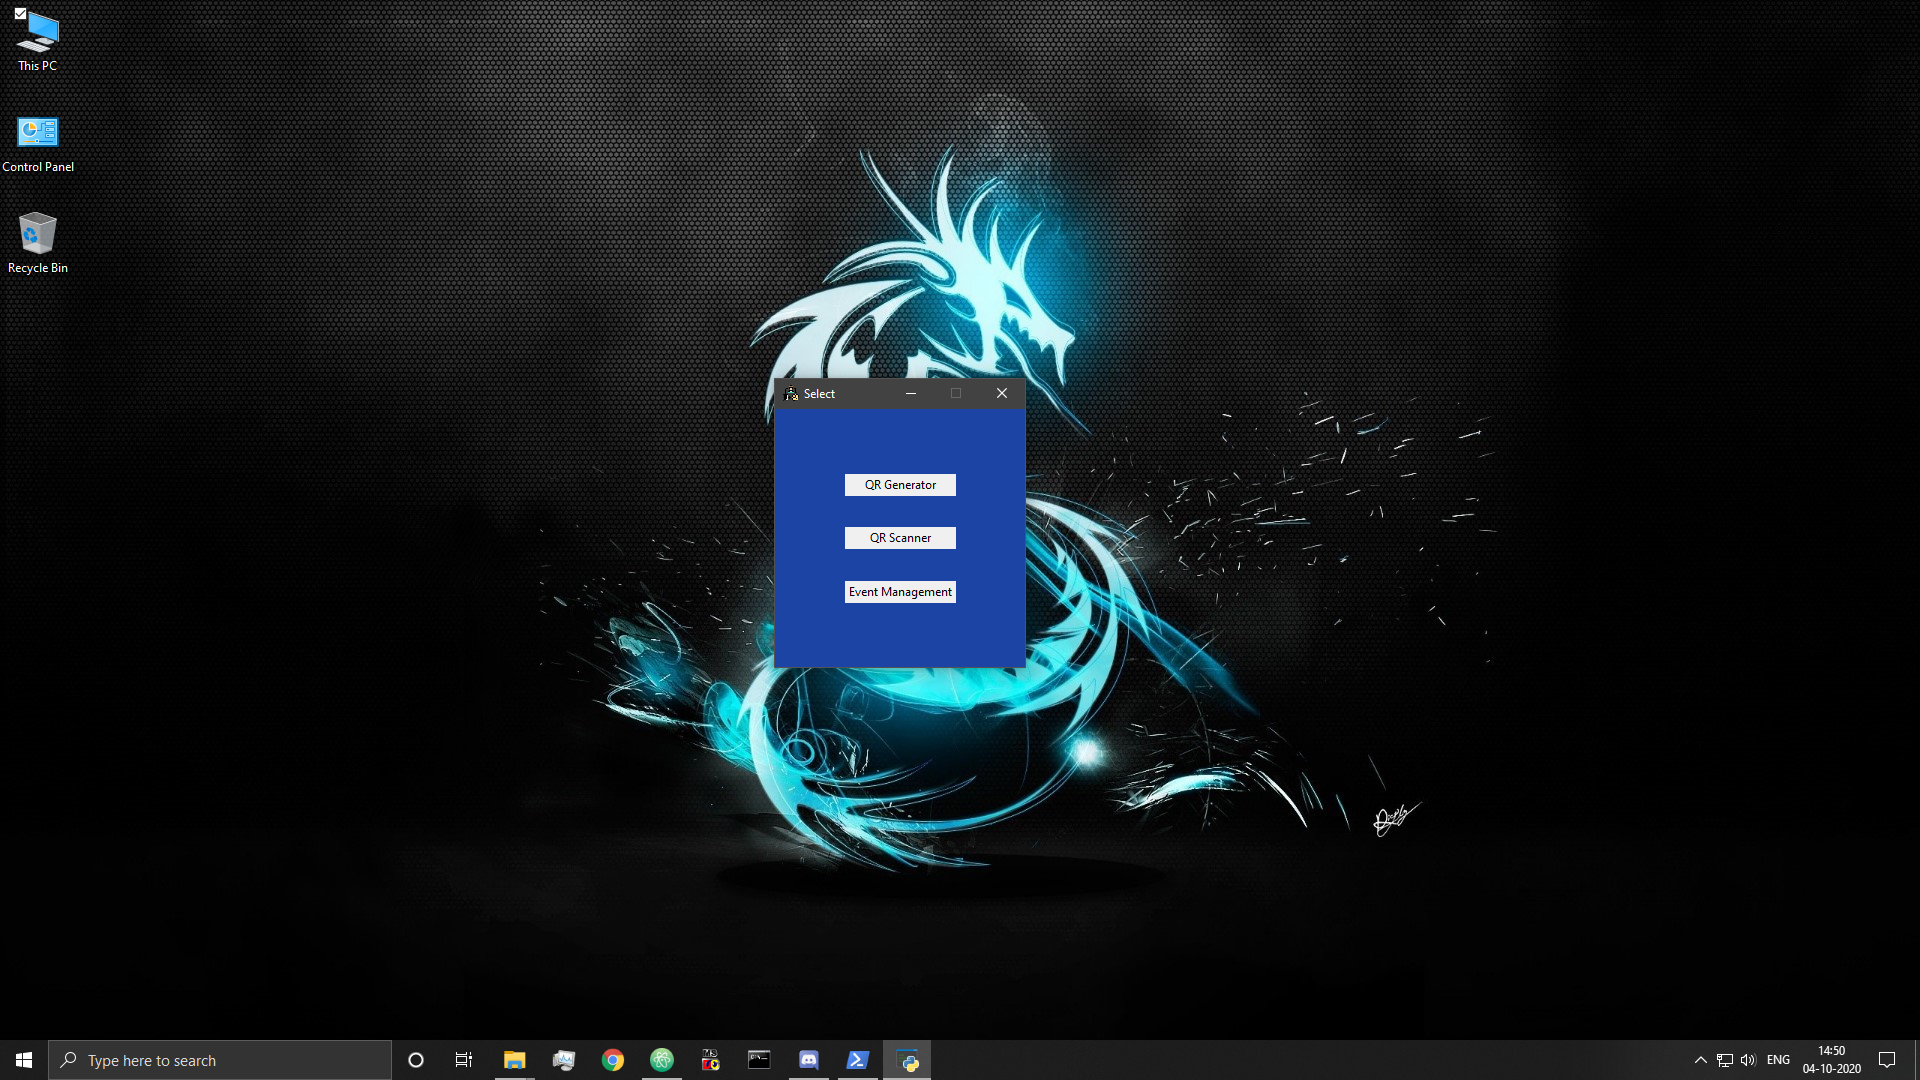 This PC
Control Panel
Recycle Bin
Select
QR Generator
QR Scanner
Event Management
Type here to search
ENG
14:50
04-10-2020